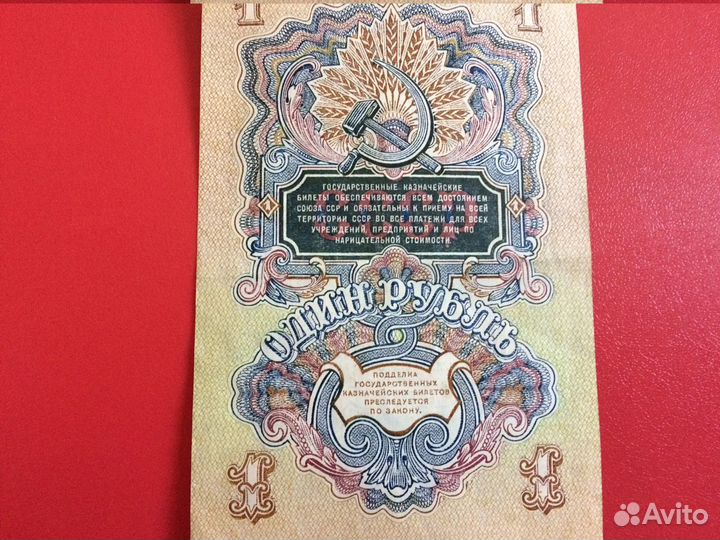 1 1
ГОСУДАРСТВЕННЫЕ КАЗНАЧЕЙСКИЕ
БИЛЕТЫ ОБЕСПЕЧИВАЮТСЯ ВСЕМ ДОСТОЯНИЕМ
СОЮЗА ССР И ОБЯЗАТЕЛЬНЫ К ПРИЕМУ НА ВСЕЙ
ТЕРРИТОРИИ СССР ВО ВСЕ ПЛАТЕЖИ ДЛЯ ВСЕХ
УЧРЕЖДЕНИЙ, ПРЕДПРИЯТИЙ И ЛИЦ ПО
НАРИЦАТЕЛЬНОЙ СТОИМОСТИ.
1 1
ОДИН РУБЛЬ
ПОДДЕЛКА
ГОСУДАРСТВЕННЫХ
КАЗНАЧЕЙСКИХ БИЛЕТОВ
ПРЕСЛЕДУЕТСЯ
ПО ЗАКОНУ.
1 1
Avito